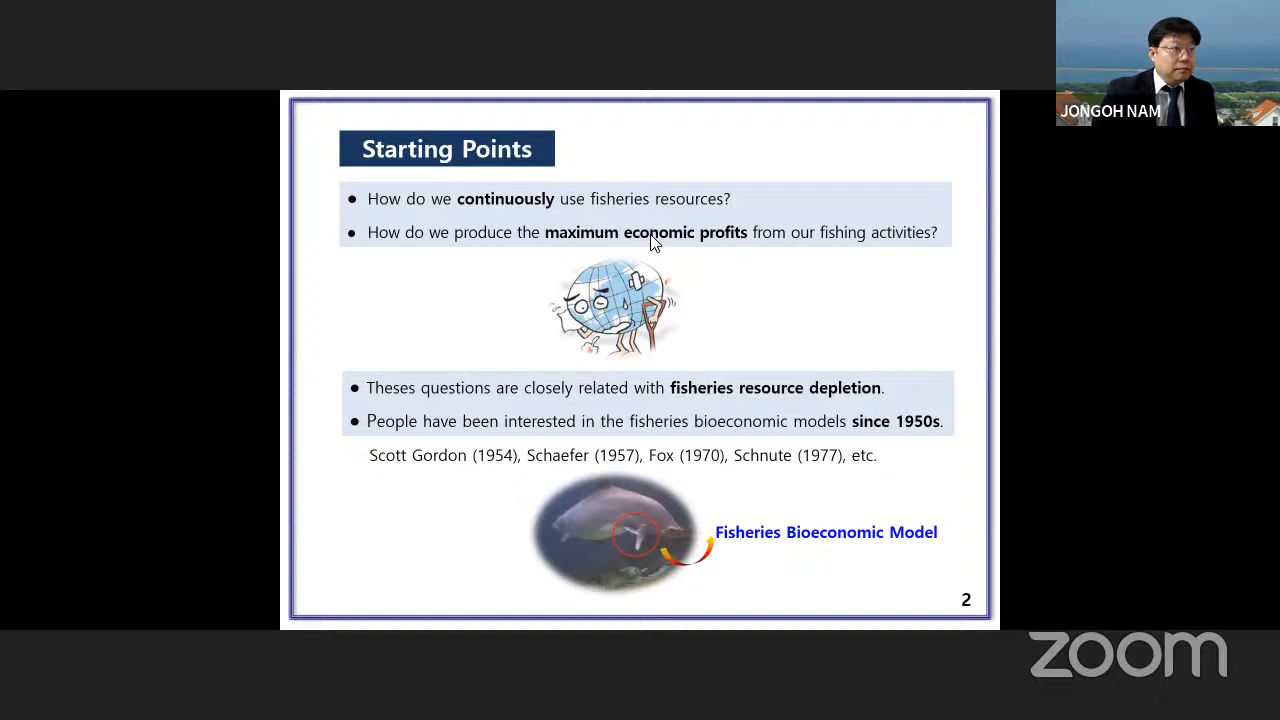 JONGOH NAM
Starting Points
● How do we continuously use fisheries resources?
● How do we produce the maximum economic profits from our fishing activities?
● Theses questions are closely related with fisheries resource depletion.
● People have been interested in the fisheries bioeconomic models since 1950s.
Scott Gordon (1954), Schaefer (1957), Fox (1970), Schnute (1977), etc.
Fisheries Bioeconomic Model
2
zoom